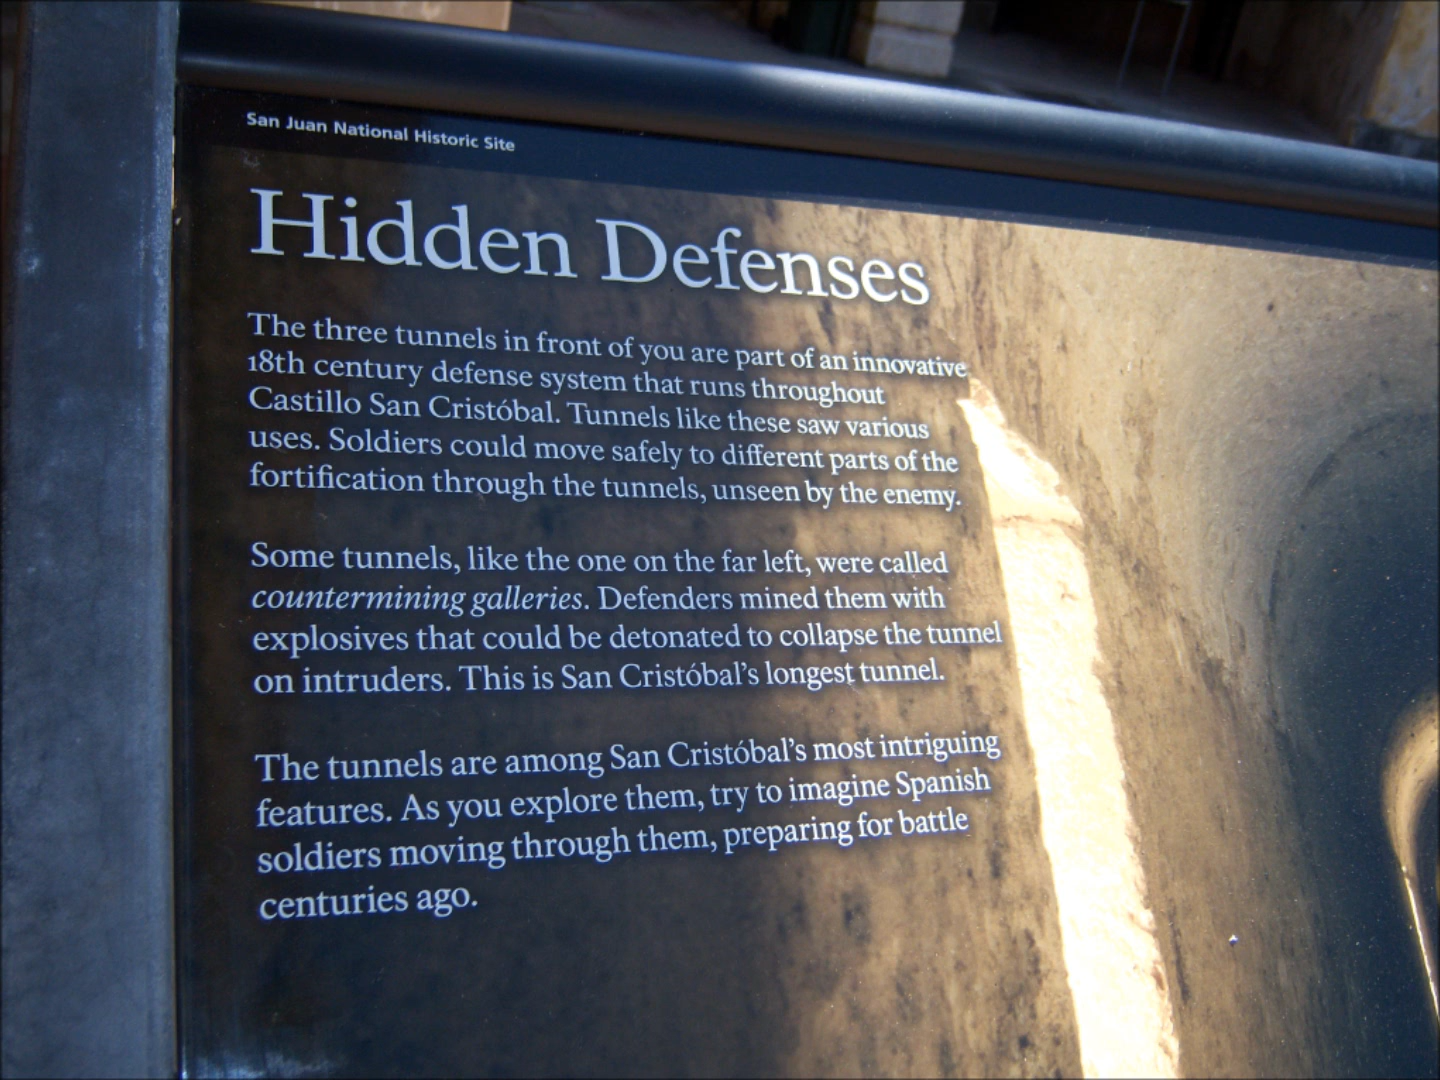 San Juan National Historic Site
Hidden Defenses
The three tunnels in front of you are part of an innovative
18th century defense system that runs throughout
Castillo San Cristóbal. Tunnels like these saw various
uses. Soldiers could move safely to different parts of the
fortification through the tunnels, unseen by the enemy.
Some tunnels, like the one on the far left, were called
countermining galleries. Defenders mined them with
explosives that could be detonated to collapse the tunnel
on intruders. This is San Cristóbal's longest tunnel.
The tunnels are among San Cristóbal's most intriguing
features. As you explore them, try to imagine Spanish
soldiers moving through them, preparing for battle
centuries ago.